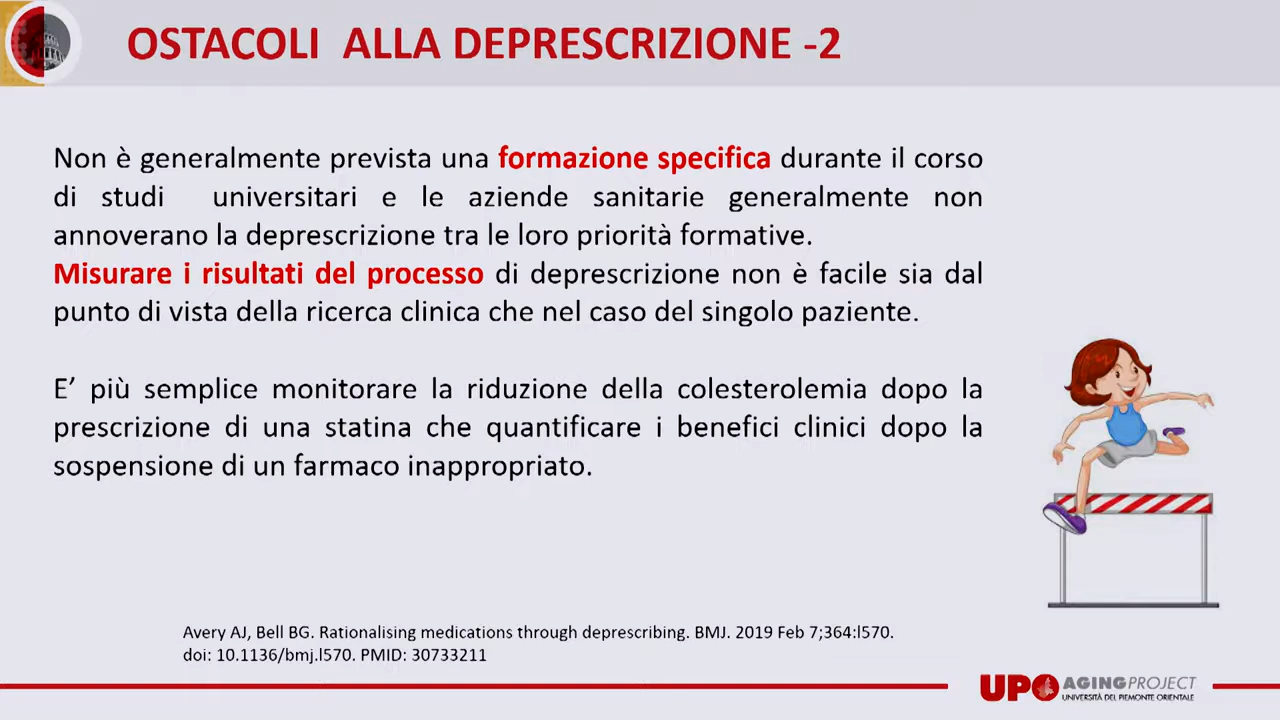 OSTACOLI ALLA DEPRESCRIZIONE -2
Non è generalmente prevista una formazione specifica durante il corso
di studi universitari e le aziende sanitarie generalmente non
annoverano la deprescrizione tra le loro priorità formative.
Misurare i risultati del processo di deprescrizione non è facile sia dal
punto di vista della ricerca clinica che nel caso del singolo paziente.
E’ più semplice monitorare la riduzione della colesterolemia dopo la
prescrizione di una statina che quantificare i benefici clinici dopo la
sospensione di un farmaco inappropriato.
Avery AJ, Bell BG. Rationalising medications through deprescribing. BMJ. 2019 Feb 7;364:l570.
doi: 10.1136/bmj.l570. PMID: 30733211
UPO AGINGPROJECT
UNIVERSITÀ DEL PIEMONTE ORIENTALE